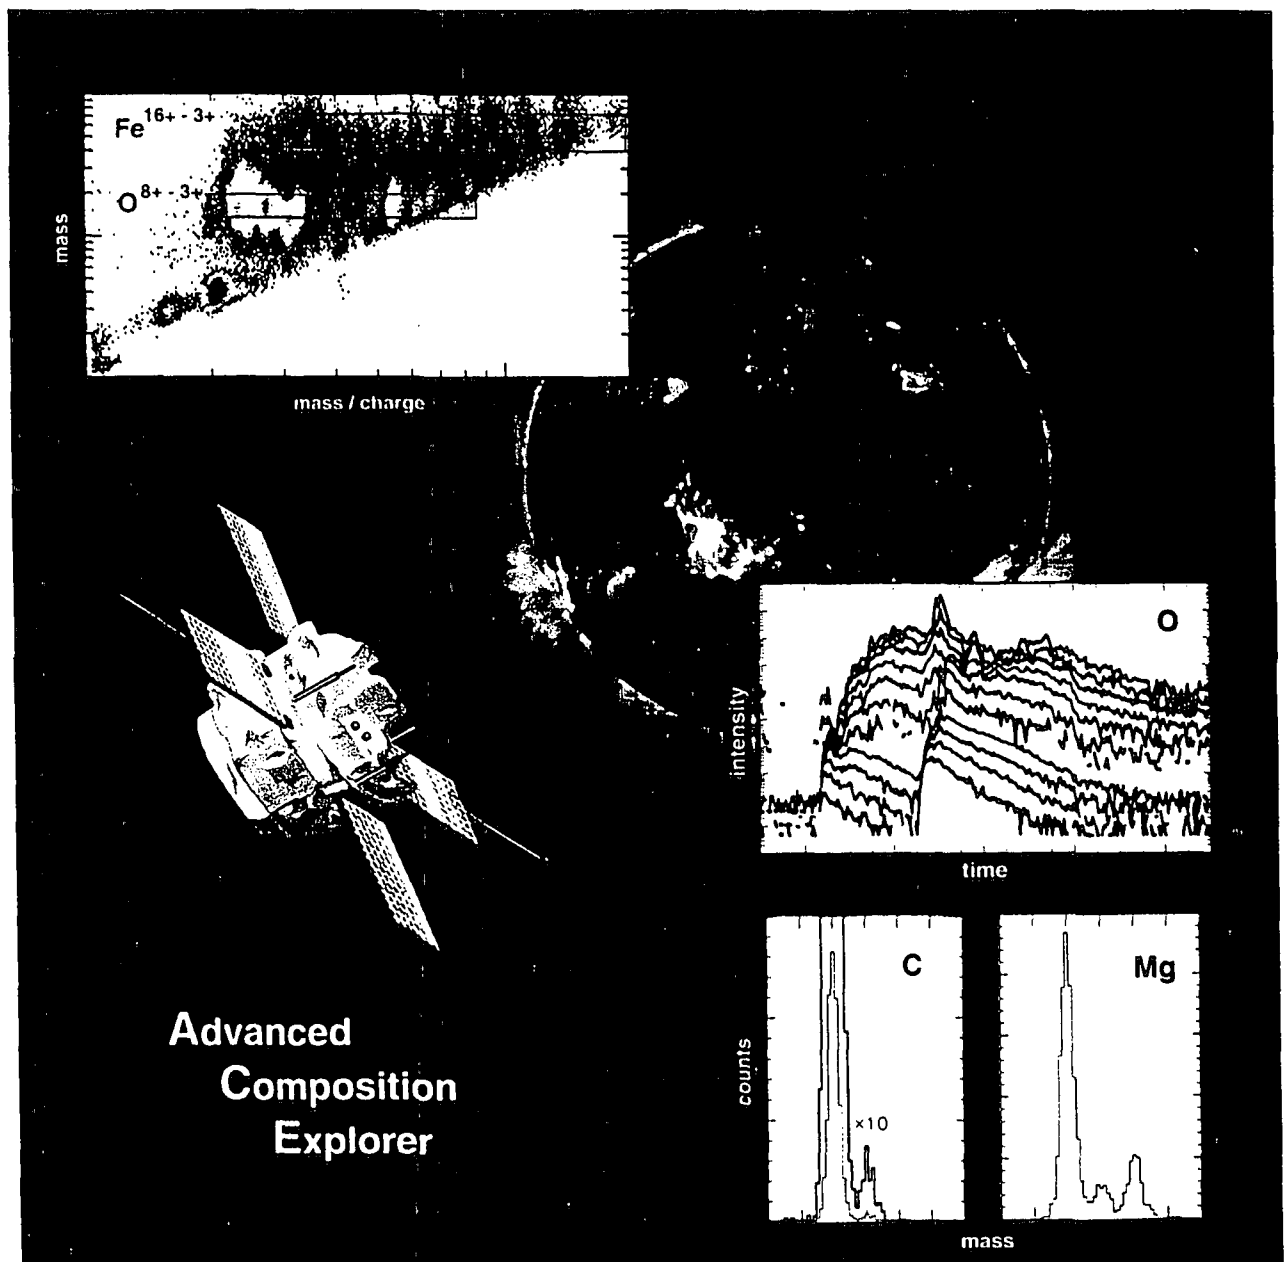 Fe16+ - 3+
O8+ - 3+
mass
mass / charge
O
intensity
time
C
Mg
×10
counts
mass
Advanced
Composition
Explorer